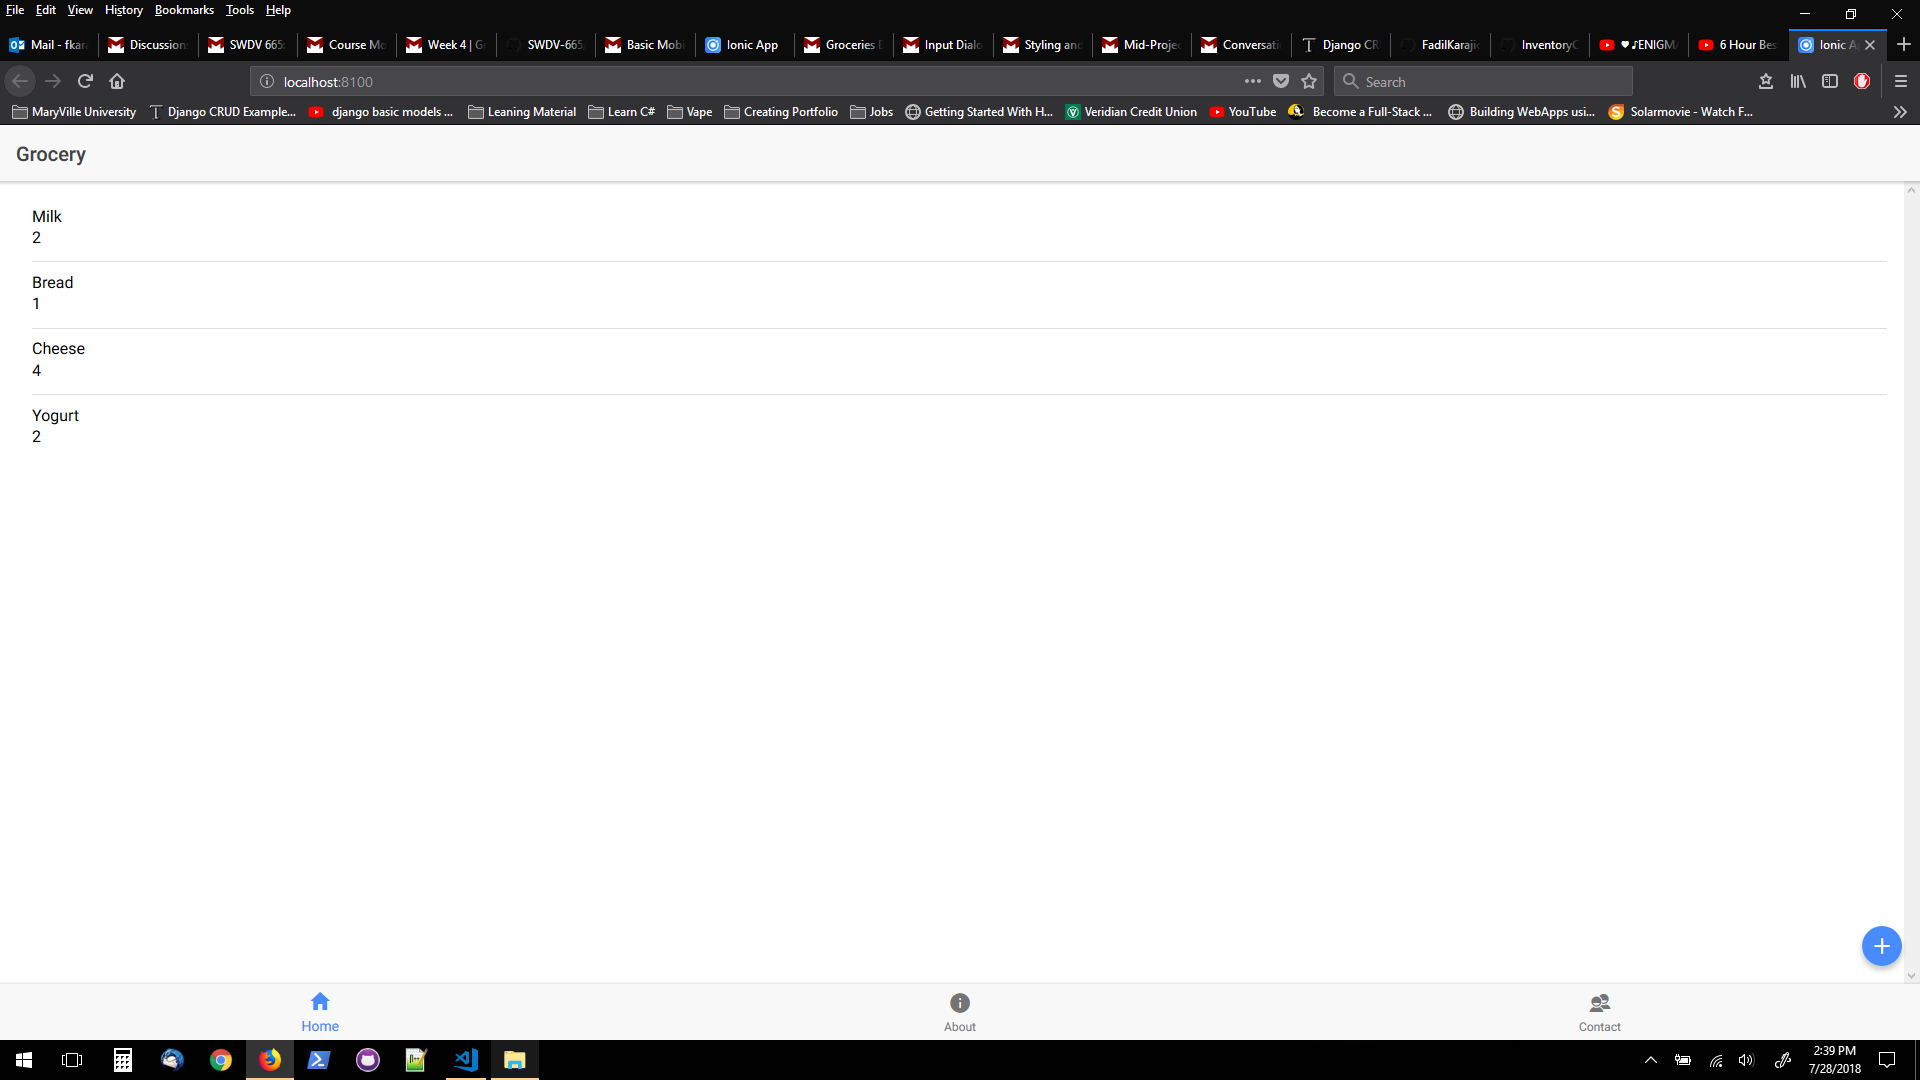 File Edit View History Bookmarks Tools Help
Mail - fkara Discussion SWDV 665: Course Mo Week 4 | G SWDV-665 Basic Mobi Ionic App Groceries Input Dialo Styling and Mid-Projec Conversati Django CR FadilKaraji InventoryC ♥♪ENIGM 6 Hour Bes Ionic A
localhost:8100 Search
MaryVille University Django CRUD Example... django basic models ... Leaning Material Learn C# Vape Creating Portfolio Jobs Getting Started With H... Veridian Credit Union YouTube Become a Full-Stack ... Building WebApps usi... Solarmovie - Watch F...
Grocery
Milk
2
Bread
1
Cheese
4
Yogurt
2
Home About Contact
2:39 PM
7/28/2018